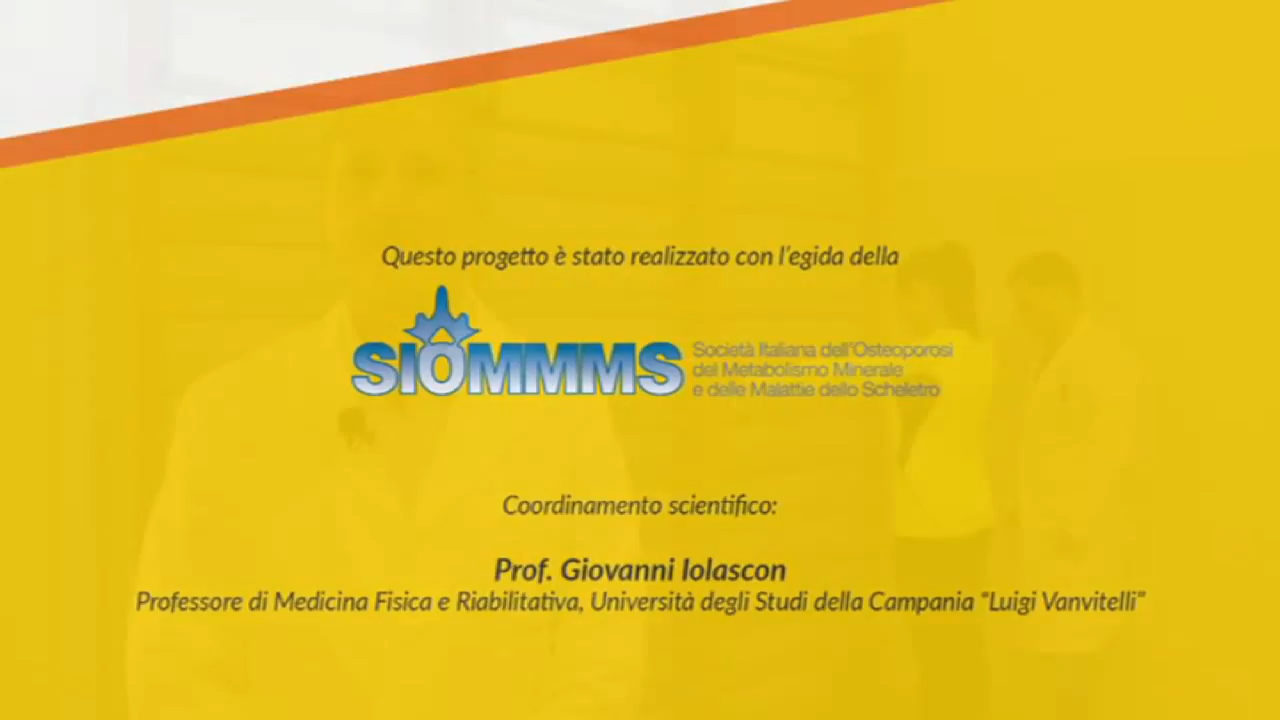 Questo progetto è stato realizzato con l'egida della
SIOMMMS
Società Italiana dell'Osteoporosi
del Metabolismo Minerale
e delle Malattie dello Scheletro
Coordinamento scientifico:
Prof. Giovanni Iolascon
Professore di Medicina Fisica e Riabilitativa, Università degli Studi della Campania “Luigi Vanvitelli”